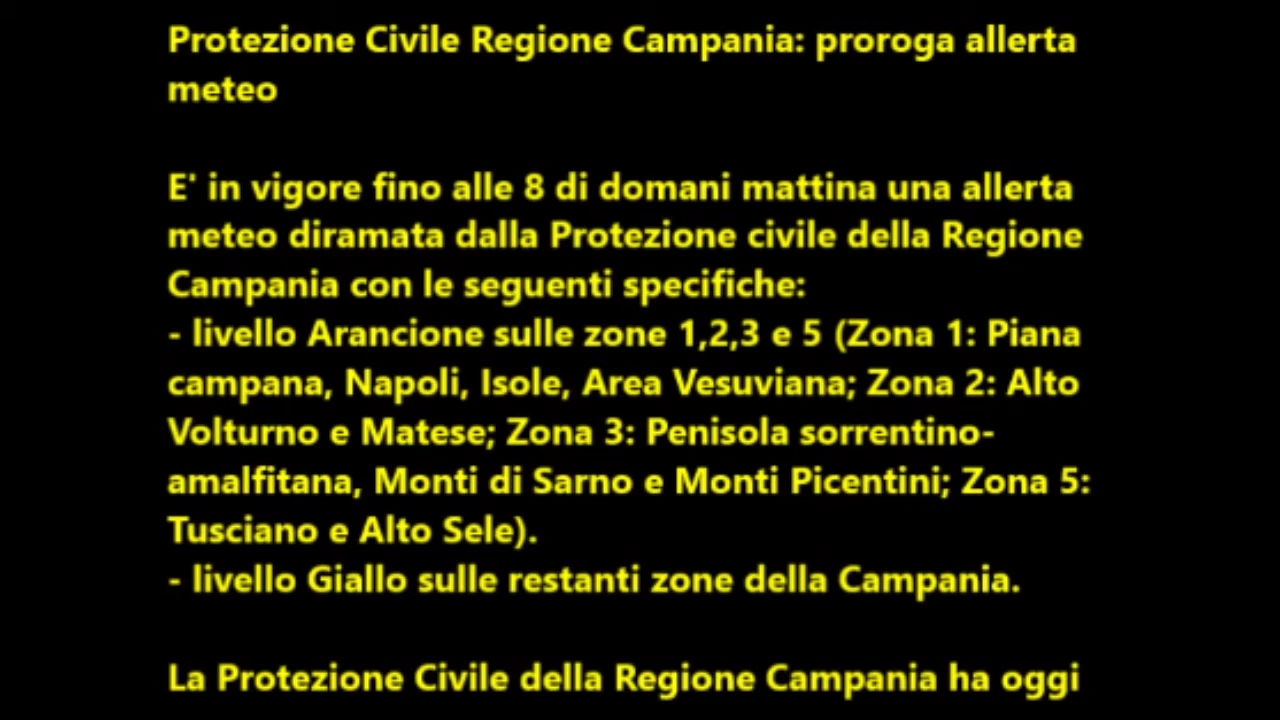 Protezione Civile Regione Campania: proroga allerta
meteo
E' in vigore fino alle 8 di domani mattina una allerta
meteo diramata dalla Protezione civile della Regione
Campania con le seguenti specifiche:
- livello Arancione sulle zone 1,2,3 e 5 (Zona 1: Piana
campana, Napoli, Isole, Area Vesuviana; Zona 2: Alto
Volturno e Matese; Zona 3: Penisola sorrentino-
amalfitana, Monti di Sarno e Monti Picentini; Zona 5:
Tusciano e Alto Sele).
- livello Giallo sulle restanti zone della Campania.
La Protezione Civile della Regione Campania ha oggi